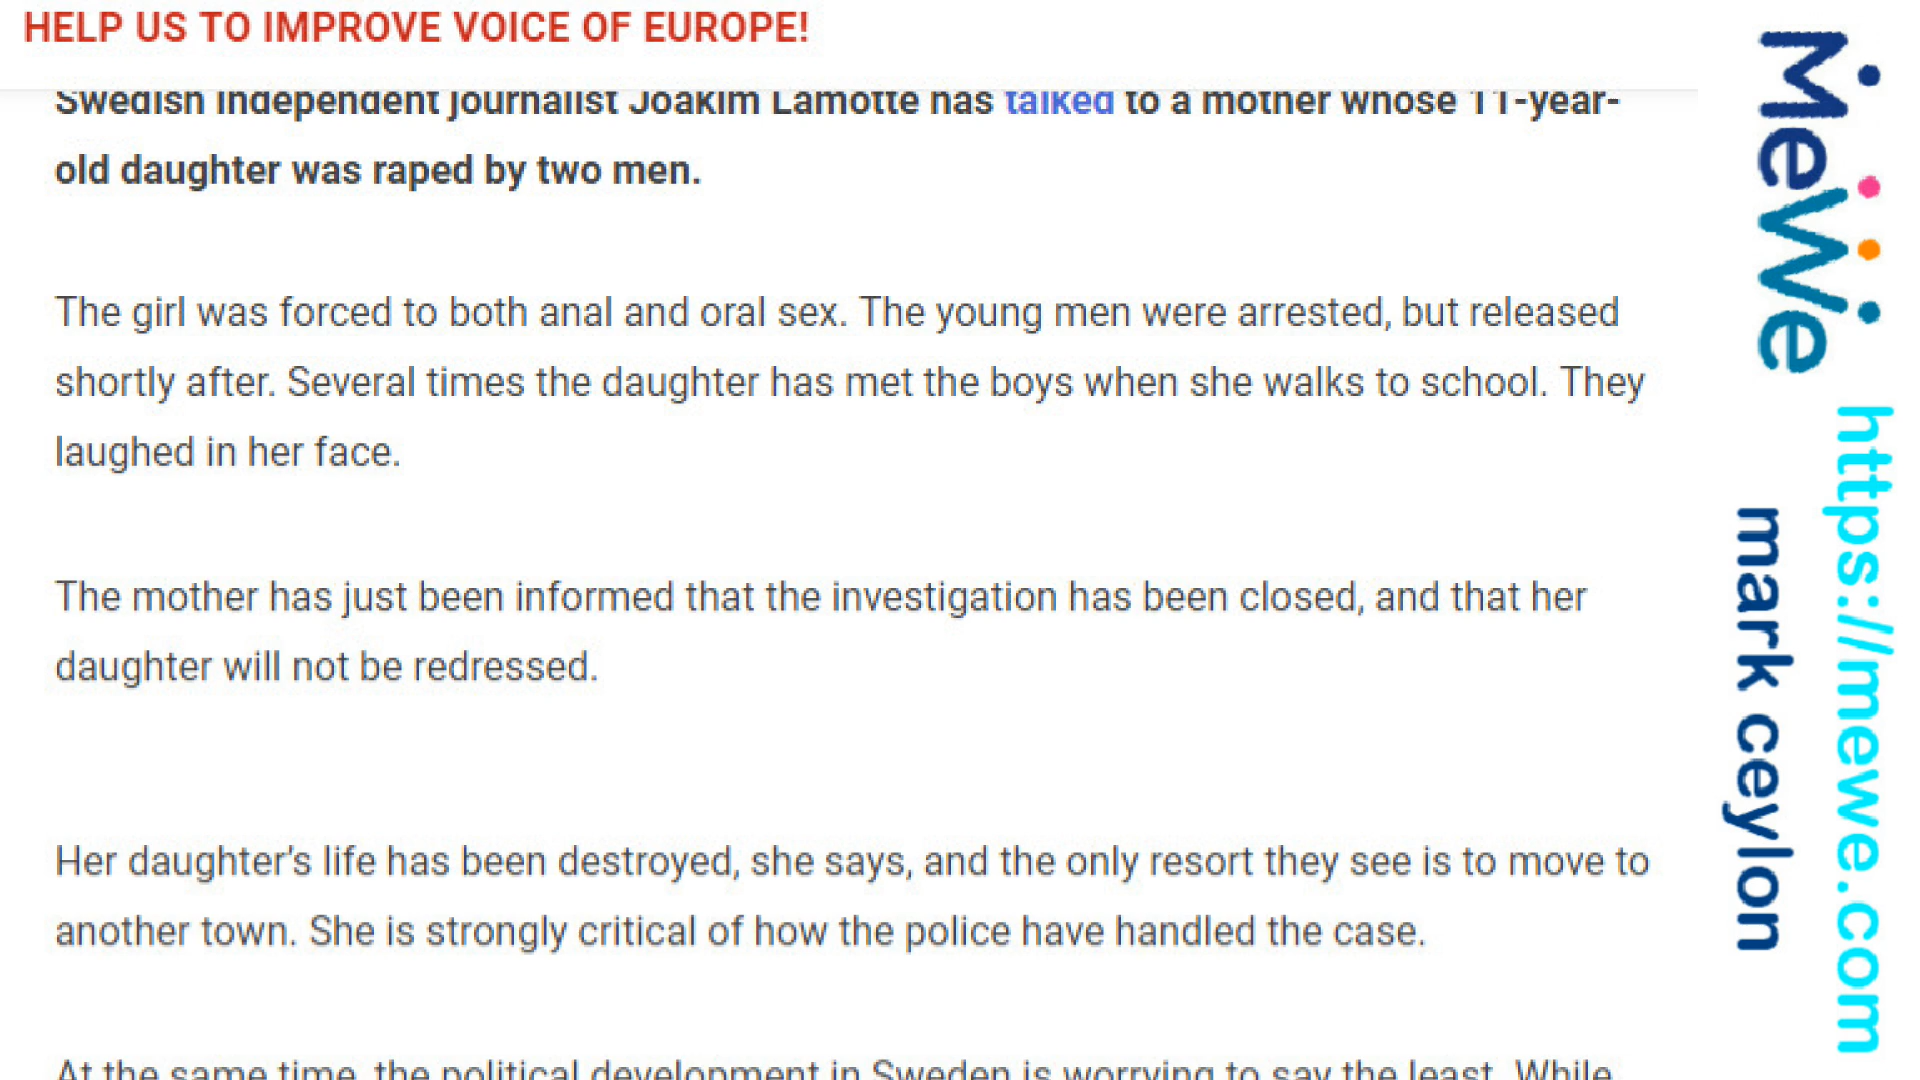 HELP US TO IMPROVE VOICE OF EUROPE!
Swedish independent journalist Joakim Lamotte has talked to a mother whose 11-year-
old daughter was raped by two men.
The girl was forced to both anal and oral sex. The young men were arrested, but released
shortly after. Several times the daughter has met the boys when she walks to school. They
laughed in her face.
The mother has just been informed that the investigation has been closed, and that her
daughter will not be redressed.
Her daughter’s life has been destroyed, she says, and the only resort they see is to move to
another town. She is strongly critical of how the police have handled the case.
At the same time, the political development in Sweden is worrying to say the least. While
MeWe
https://mewe.com
mark ceylon